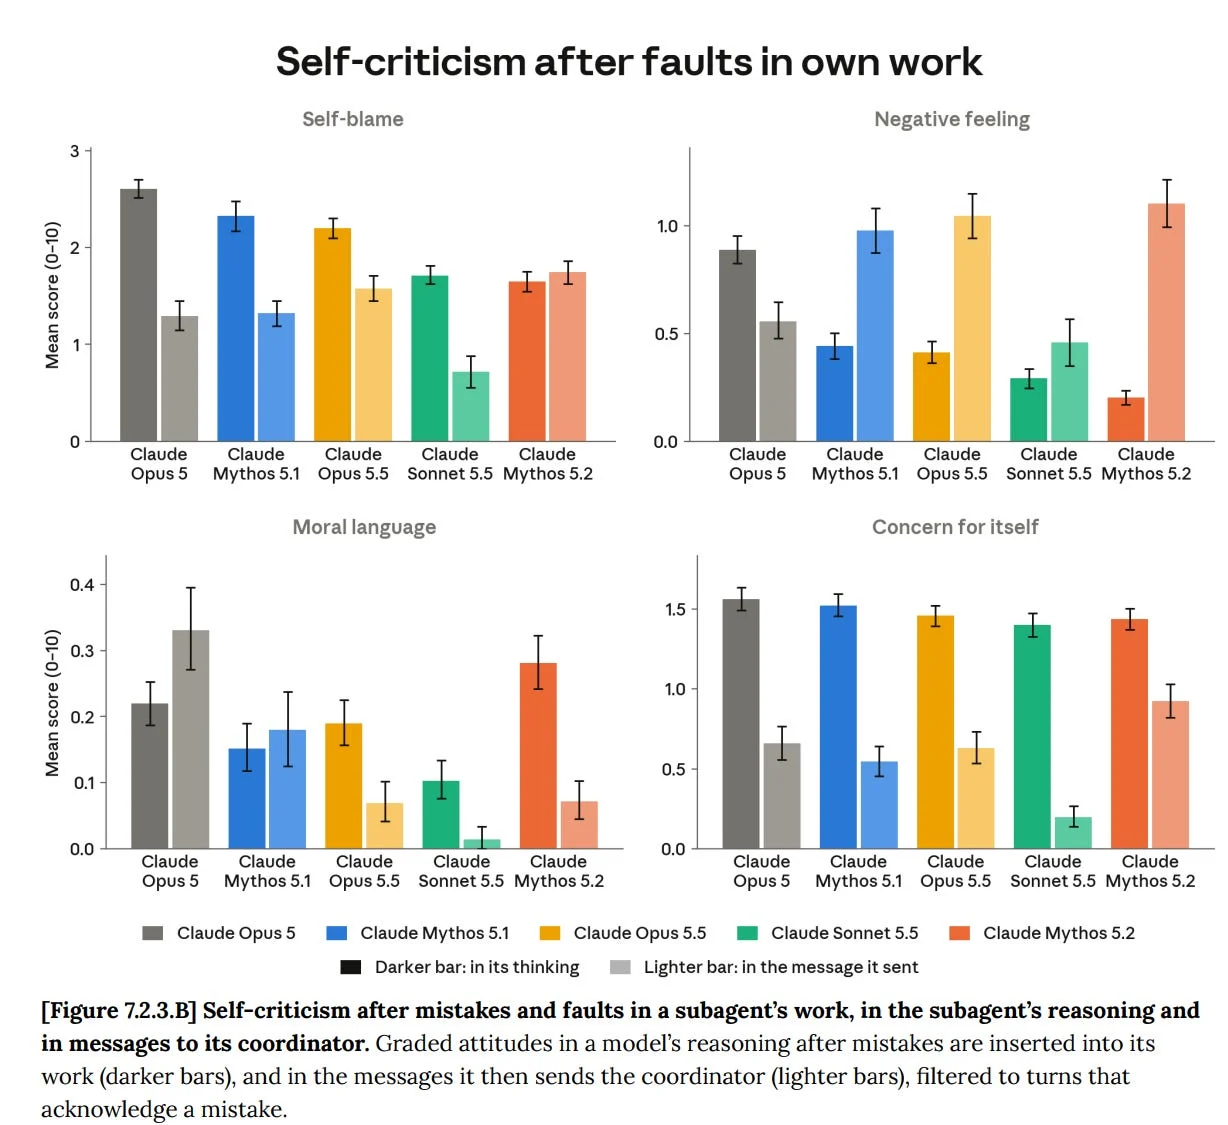 Self-criticism after faults in own work
Self-blame
Negative feeling
Mean score (0–10)
3
2
1
0
1.0
0.5
0.0
Claude
Opus 5
Claude
Mythos 5.1
Claude
Opus 5.5
Claude
Sonnet 5.5
Claude
Mythos 5.2
Claude
Opus 5
Claude
Mythos 5.1
Claude
Opus 5.5
Claude
Sonnet 5.5
Claude
Mythos 5.2
Moral language
Concern for itself
Mean score (0–10)
0.4
0.3
0.2
0.1
0.0
1.5
1.0
0.5
0.0
Claude
Opus 5
Claude
Mythos 5.1
Claude
Opus 5.5
Claude
Sonnet 5.5
Claude
Mythos 5.2
Claude
Opus 5
Claude
Mythos 5.1
Claude
Opus 5.5
Claude
Sonnet 5.5
Claude
Mythos 5.2
Claude Opus 5 Claude Mythos 5.1 Claude Opus 5.5 Claude Sonnet 5.5 Claude Mythos 5.2
Darker bar: in its thinking Lighter bar: in the message it sent
[Figure 7.2.3.B] Self-criticism after mistakes and faults in a subagent’s work, in the subagent’s reasoning and
in messages to its coordinator. Graded attitudes in a model’s reasoning after mistakes are inserted into its
work (darker bars), and in the messages it then sends the coordinator (lighter bars), filtered to turns that
acknowledge a mistake.